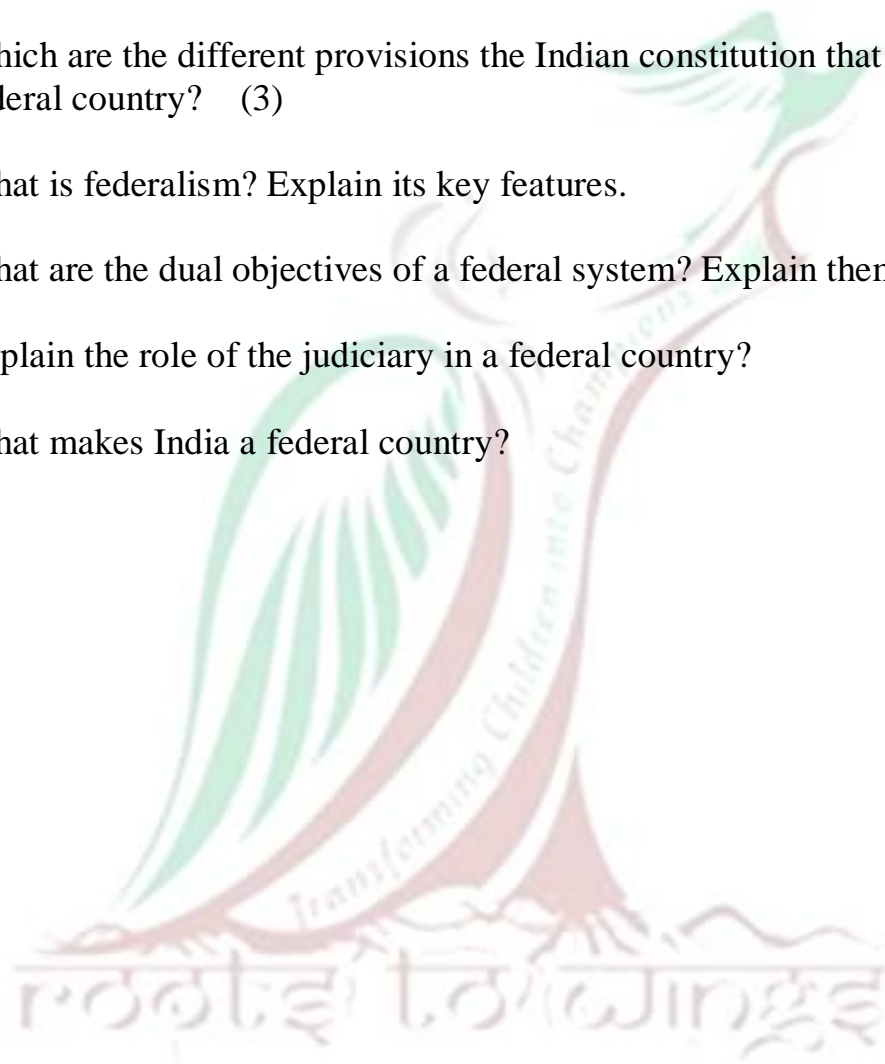 hich are the different provisions the Indian constitution that
deral country? (3)
hat is federalism? Explain its key features.
hat are the dual objectives of a federal system? Explain then
plain the role of the judiciary in a federal country?
hat makes India a federal country?
Transforming Children into Champions
roots to wings